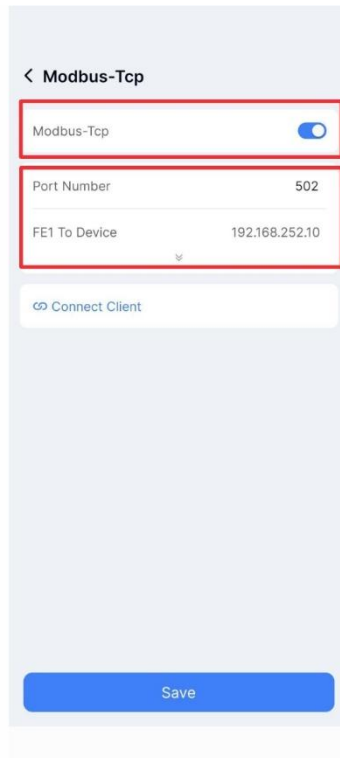 Modbus-Tcp
Modbus-Tcp
Port Number 502
FE1 To Device 192.168.252.10
Connect Client
Save